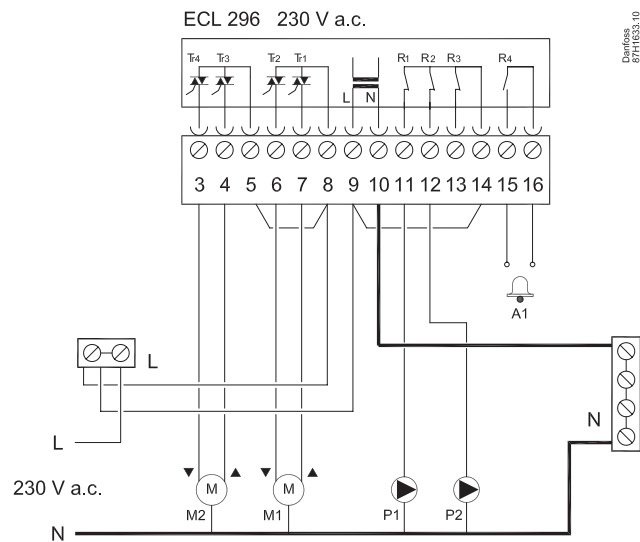 ECL 296 230 V a.c.
Danfoss
87H1633.10
Tr4 Tr3 Tr2 Tr1 R1 R2 R3 R4
L N
3 4 5 6 7 8 9 10 11 12 13 14 15 16
A1
L
N
L
230 V a.c.
M M
M2 M1 P1 P2
N